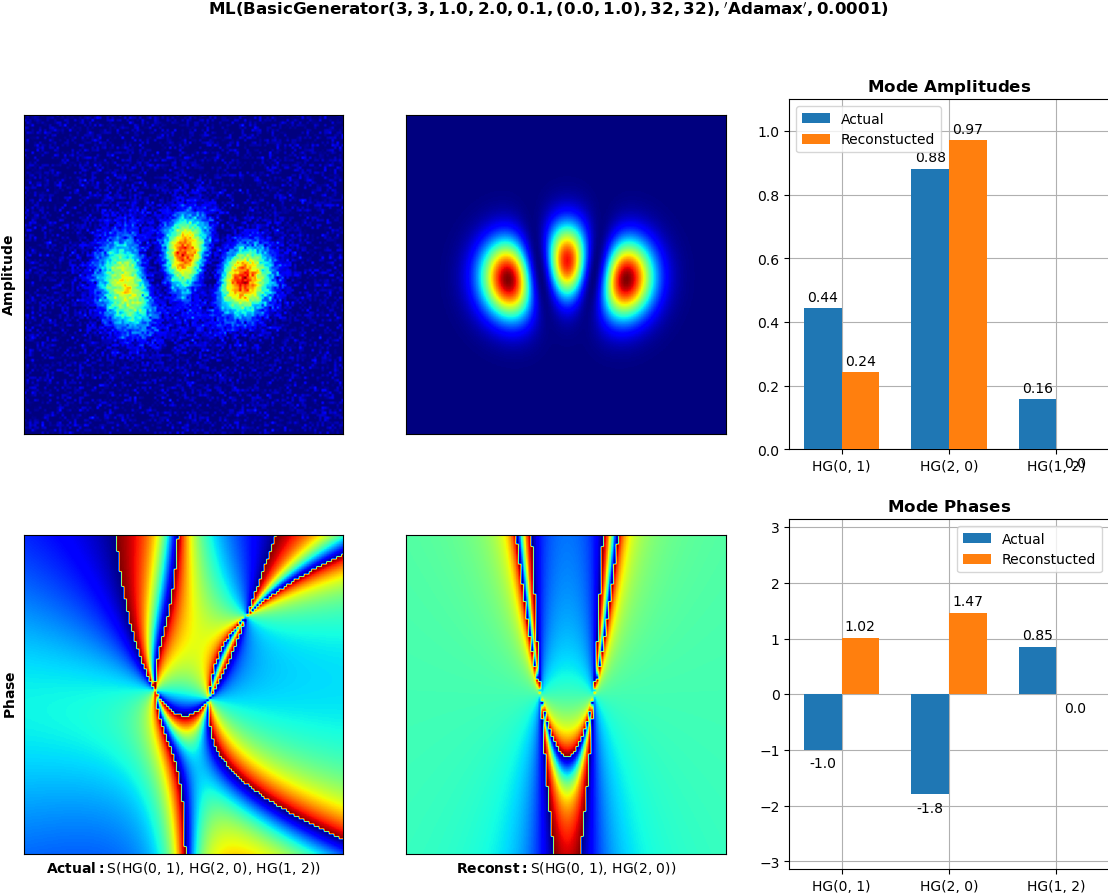 ML(BasicGenerator(3, 3, 1.0, 2.0, 0.1, (0.0, 1.0), 32, 32), ′Adamax′, 0.0001)
Amplitude
Mode Amplitudes
Actual
Reconstucted
1.0
0.8
0.6
0.4
0.2
0.0
0.44
0.24
0.88
0.97
0.16
0.0
HG(0, 1)
HG(2, 0)
HG(1, 2)
Phase
Actual: S(HG(0, 1), HG(2, 0), HG(1, 2))
Reconst: S(HG(0, 1), HG(2, 0))
Mode Phases
Actual
Reconstucted
3
2
1
0
−1
−2
−3
-1.0
1.02
-1.8
1.47
0.85
0.0
HG(0, 1)
HG(2, 0)
HG(1, 2)